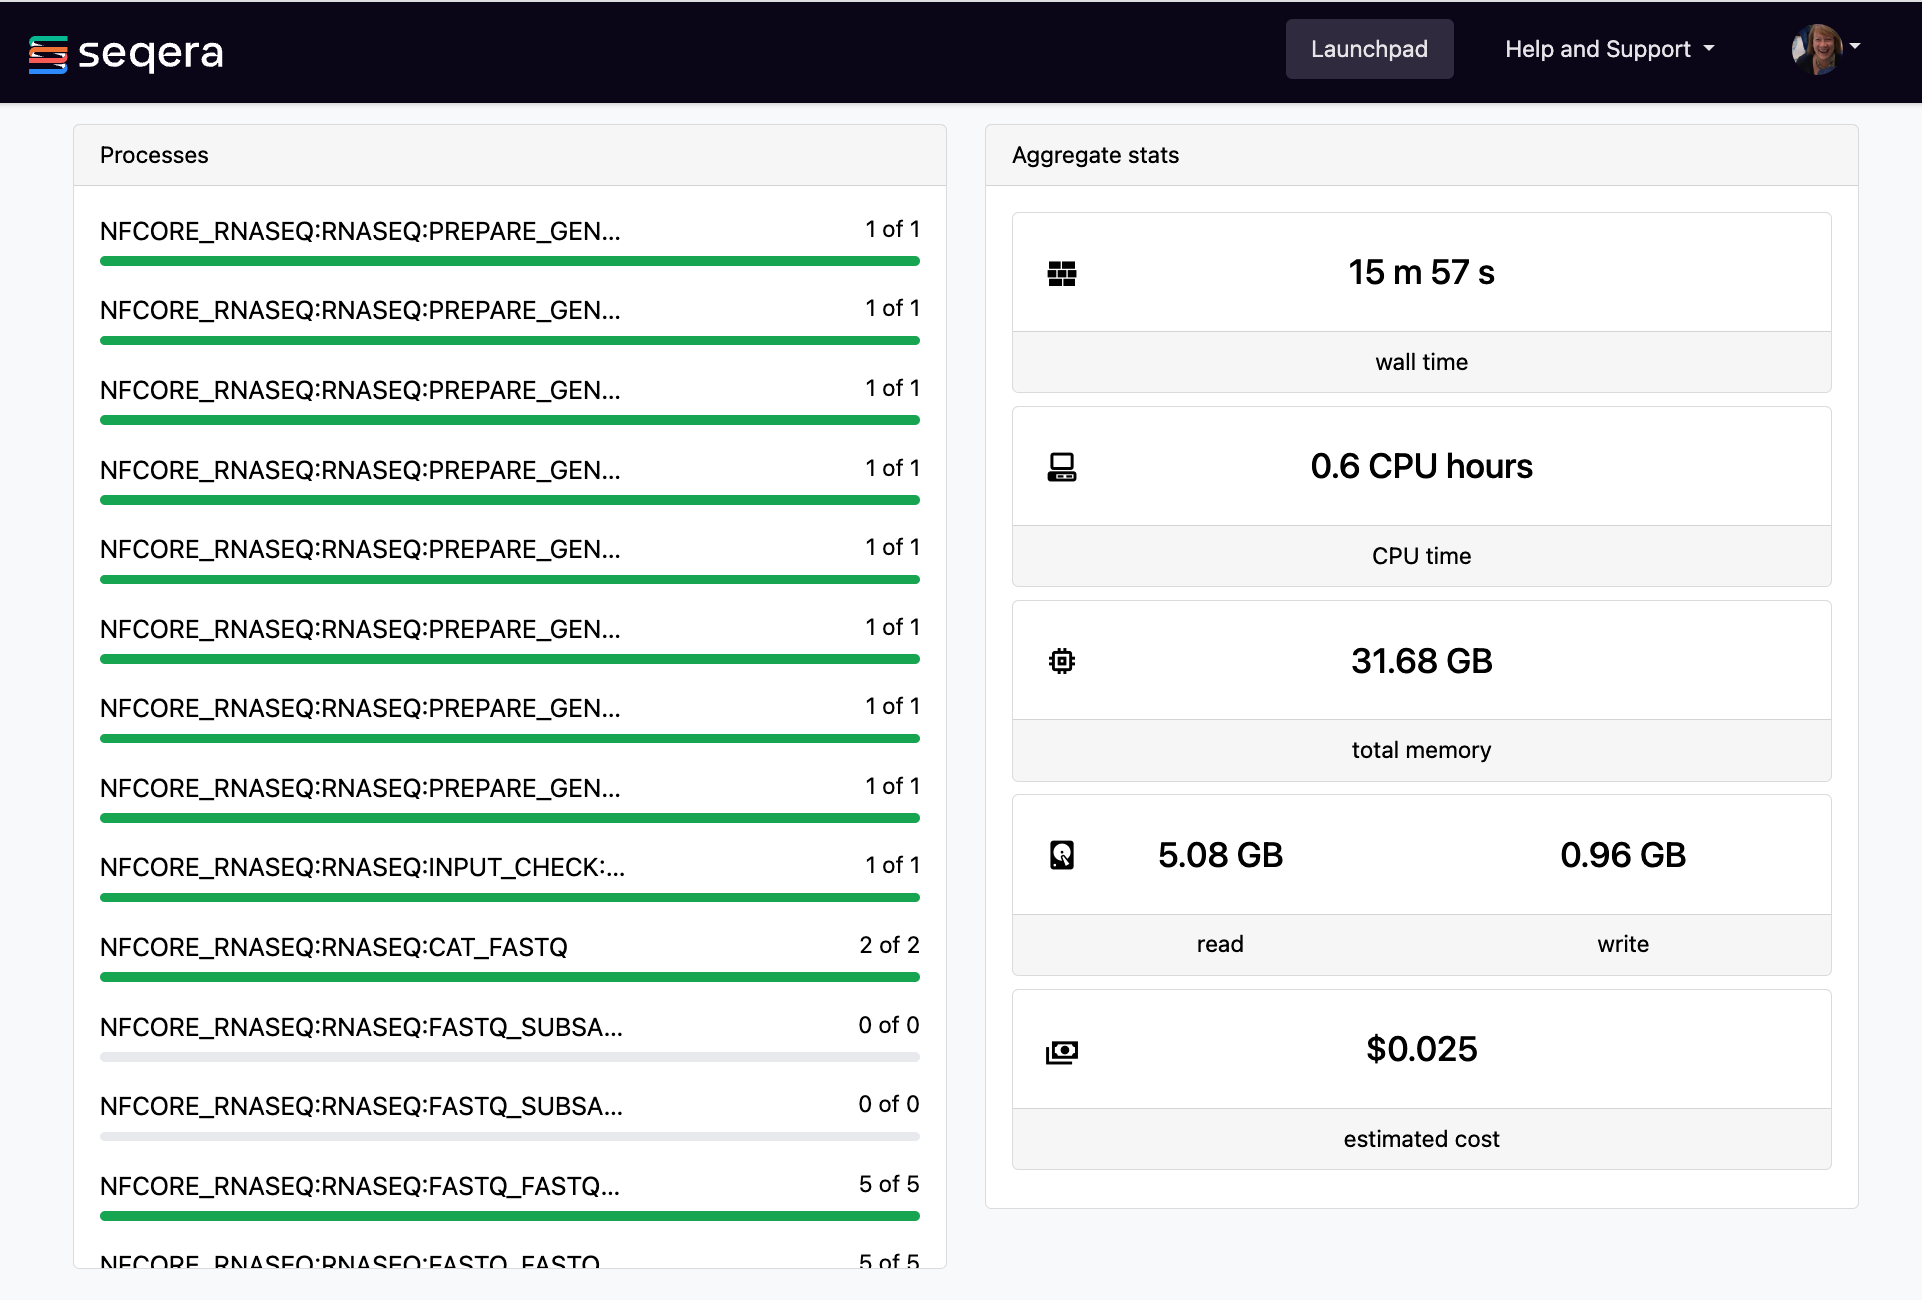 seqera
Launchpad
Help and Support
Processes
NFCORE_RNASEQ:RNASEQ:PREPARE_GEN... 1 of 1
NFCORE_RNASEQ:RNASEQ:PREPARE_GEN... 1 of 1
NFCORE_RNASEQ:RNASEQ:PREPARE_GEN... 1 of 1
NFCORE_RNASEQ:RNASEQ:PREPARE_GEN... 1 of 1
NFCORE_RNASEQ:RNASEQ:PREPARE_GEN... 1 of 1
NFCORE_RNASEQ:RNASEQ:PREPARE_GEN... 1 of 1
NFCORE_RNASEQ:RNASEQ:PREPARE_GEN... 1 of 1
NFCORE_RNASEQ:RNASEQ:PREPARE_GEN... 1 of 1
NFCORE_RNASEQ:RNASEQ:INPUT_CHECK:... 1 of 1
NFCORE_RNASEQ:RNASEQ:CAT_FASTQ 2 of 2
NFCORE_RNASEQ:RNASEQ:FASTQ_SUBSA... 0 of 0
NFCORE_RNASEQ:RNASEQ:FASTQ_SUBSA... 0 of 0
NFCORE_RNASEQ:RNASEQ:FASTQ_FASTQ... 5 of 5
NFCORE_RNASEQ:RNASEQ:FASTQ_FASTQ 5 of 5
Aggregate stats
15 m 57 s
wall time
0.6 CPU hours
CPU time
31.68 GB
total memory
5.08 GB 0.96 GB
read write
$0.025
estimated cost